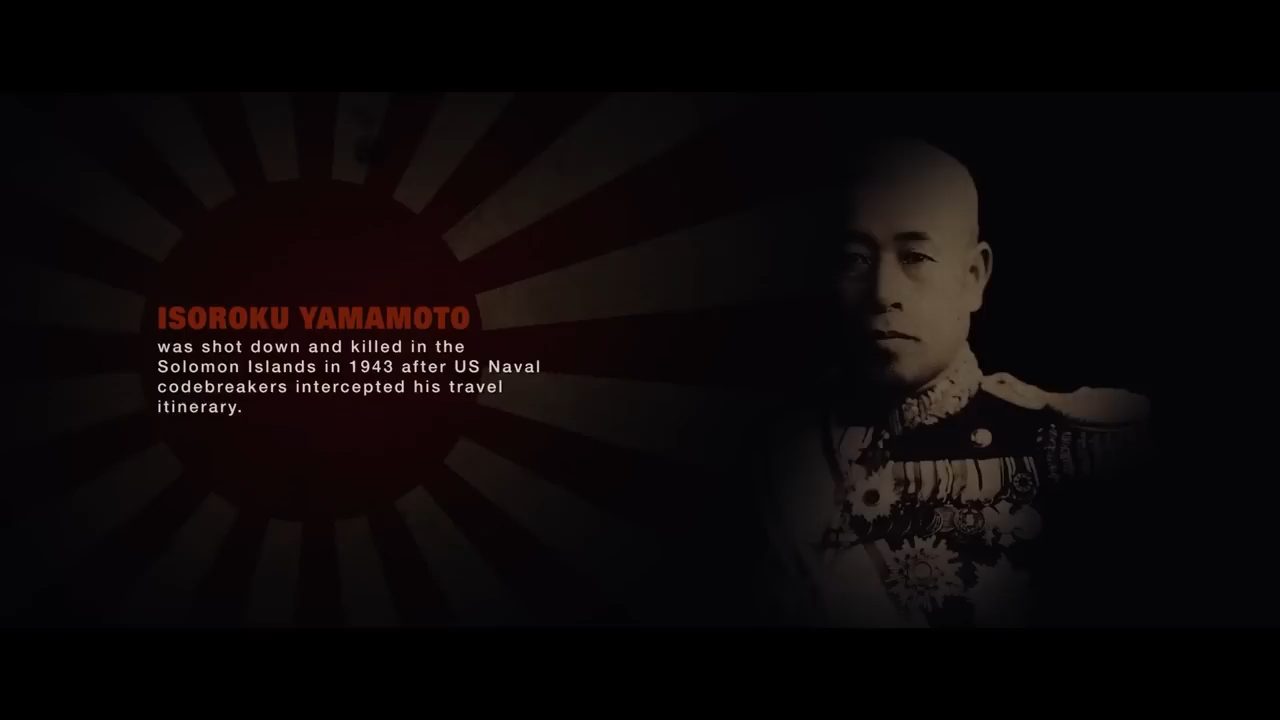 ISOROKU YAMAMOTO
was shot down and killed in the
Solomon Islands in 1943 after US Naval
codebreakers intercepted his travel
itinerary.